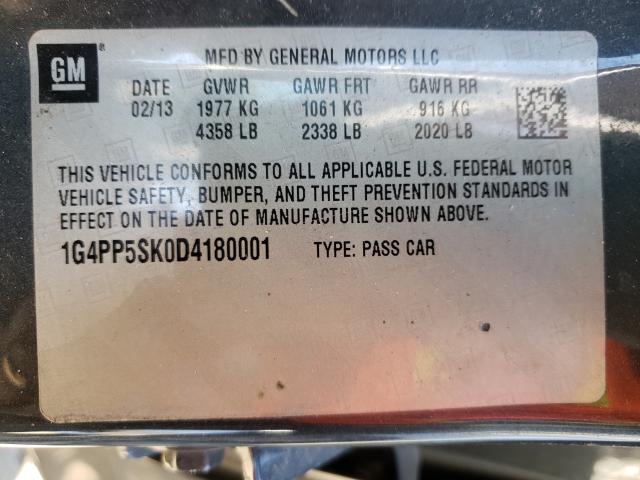 GM
MFD BY GENERAL MOTORS LLC
DATE GVWR GAWR FRT GAWR RR
02/13 1977 KG 1061 KG 916 KG
4358 LB 2338 LB 2020 LB
THIS VEHICLE CONFORMS TO ALL APPLICABLE U.S. FEDERAL MOTOR
VEHICLE SAFETY, BUMPER, AND THEFT PREVENTION STANDARDS IN
EFFECT ON THE DATE OF MANUFACTURE SHOWN ABOVE.
1G4PP5SK0D4180001 TYPE: PASS CAR